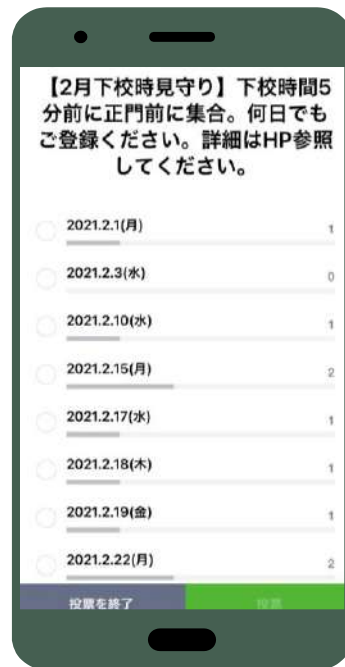 【2月下校時見守り】下校時間5
分前に正門前に集合。何日でも
ご登録ください。詳細はHP参照
してください。
2021.2.1(月) 1
2021.2.3(水) 0
2021.2.10(水) 1
2021.2.15(月) 2
2021.2.17(水) 1
2021.2.18(木) 1
2021.2.19(金) 1
2021.2.22(月) 2
投票を終了 投票